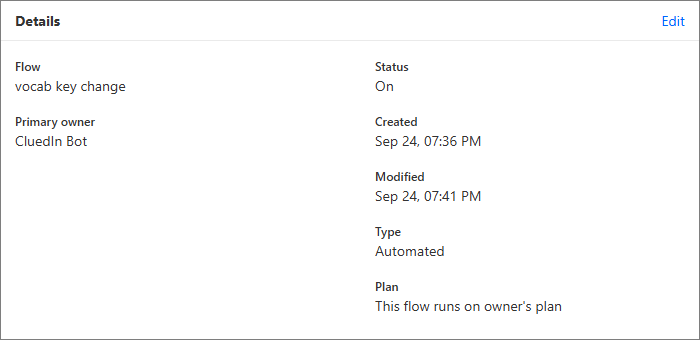 Details
Edit
Flow
vocab key change
Primary owner
CluedIn Bot
Status
On
Created
Sep 24, 07:36 PM
Modified
Sep 24, 07:41 PM
Type
Automated
Plan
This flow runs on owner's plan